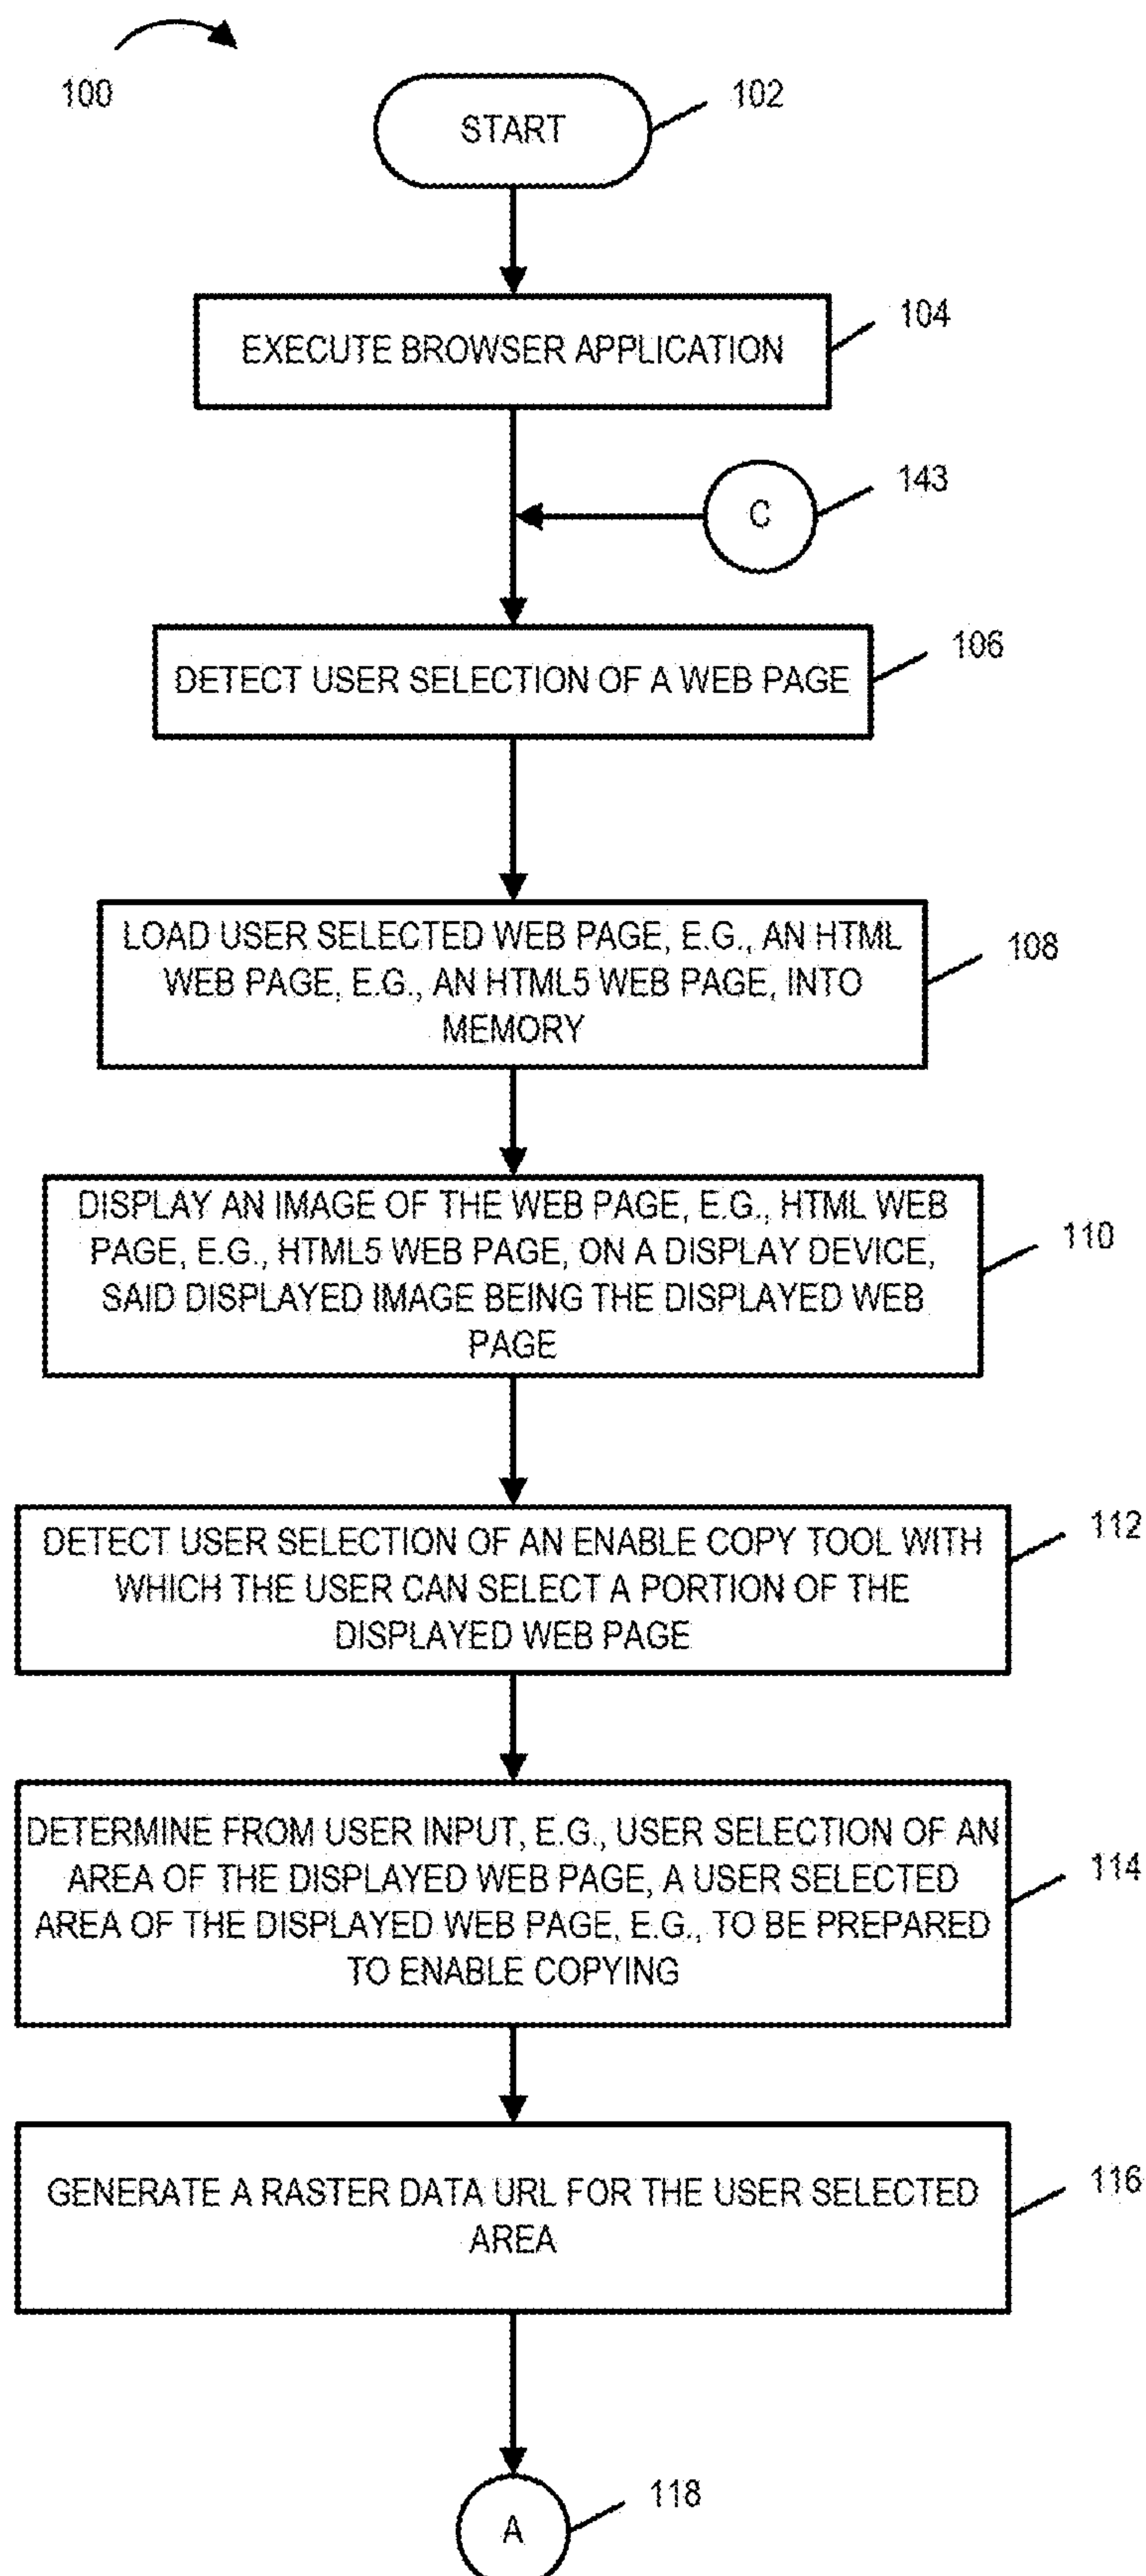 100
START
102
EXECUTE BROWSER APPLICATION
104
C
143
DETECT USER SELECTION OF A WEB PAGE
106
LOAD USER SELECTED WEB PAGE, E.G., AN HTML
WEB PAGE, E.G., AN HTML5 WEB PAGE, INTO
MEMORY
108
DISPLAY AN IMAGE OF THE WEB PAGE, E.G., HTML WEB
PAGE, E.G., HTML5 WEB PAGE, ON A DISPLAY DEVICE,
SAID DISPLAYED IMAGE BEING THE DISPLAYED WEB
PAGE
110
DETECT USER SELECTION OF AN ENABLE COPY TOOL WITH
WHICH THE USER CAN SELECT A PORTION OF THE
DISPLAYED WEB PAGE
112
DETERMINE FROM USER INPUT, E.G., USER SELECTION OF AN
AREA OF THE DISPLAYED WEB PAGE, A USER SELECTED
AREA OF THE DISPLAYED WEB PAGE, E.G., TO BE PREPARED
TO ENABLE COPYING
114
GENERATE A RASTER DATA URL FOR THE USER SELECTED
AREA
116
A
118